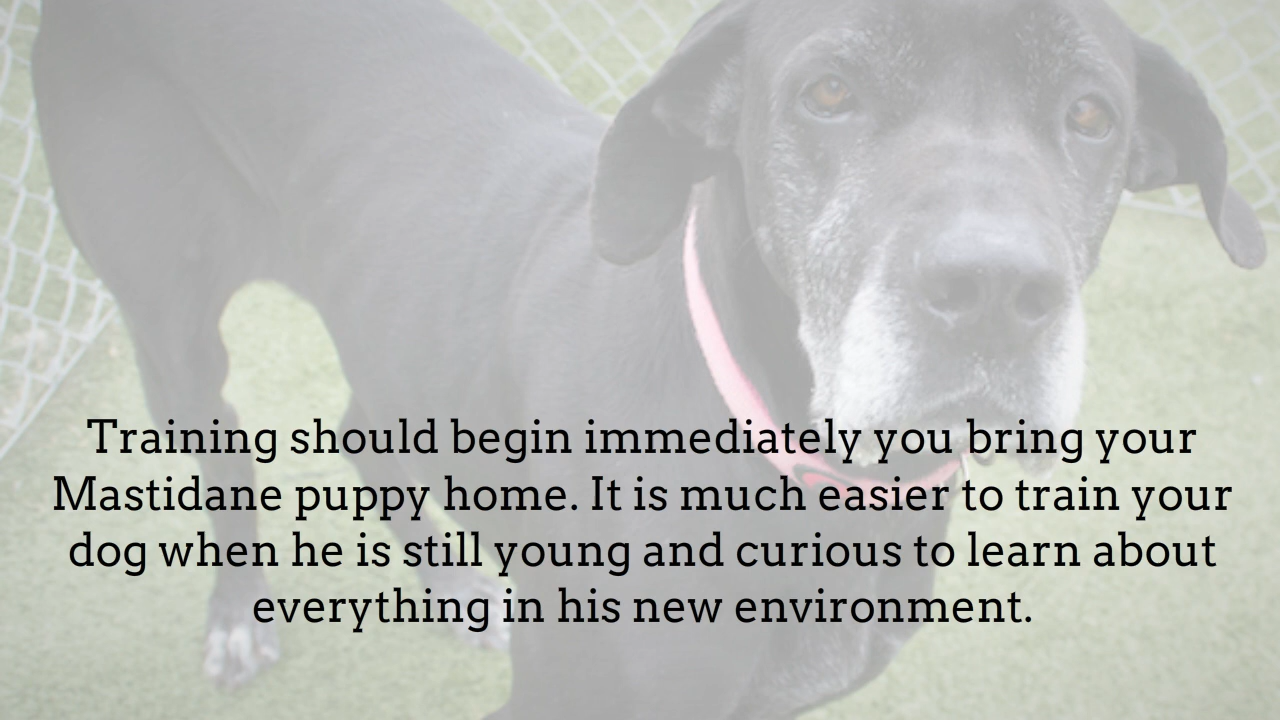 Training should begin immediately you bring your
Mastidane puppy home. It is much easier to train your
dog when he is still young and curious to learn about
everything in his new environment.